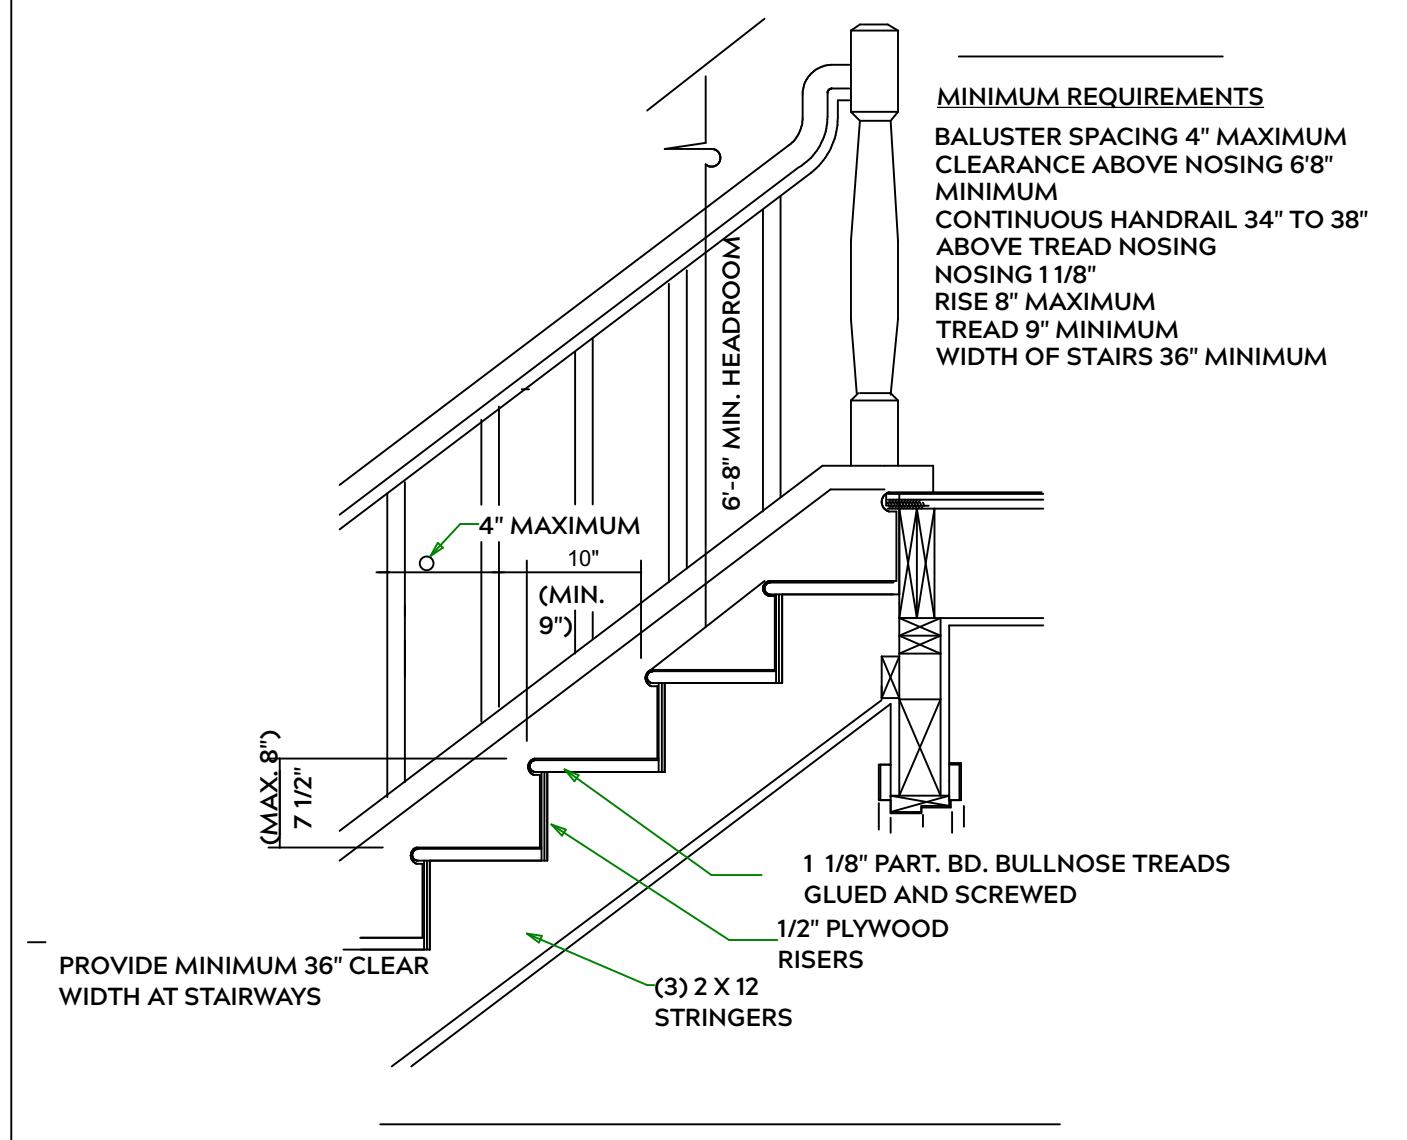 MINIMUM REQUIREMENTS
BALUSTER SPACING 4" MAXIMUM
CLEARANCE ABOVE NOSING 6'8"
MINIMUM
CONTINUOUS HANDRAIL 34" TO 38"
ABOVE TREAD NOSING
NOSING 1 1/8"
RISE 8" MAXIMUM
TREAD 9" MINIMUM
WIDTH OF STAIRS 36" MINIMUM
6'-8" MIN. HEADROOM
4" MAXIMUM
10"
(MIN.
9")
(MAX. 8")
7 1/2"
1 1/8" PART. BD. BULLNOSE TREADS
GLUED AND SCREWED
1/2" PLYWOOD
RISERS
(3) 2 X 12
STRINGERS
PROVIDE MINIMUM 36" CLEAR
WIDTH AT STAIRWAYS